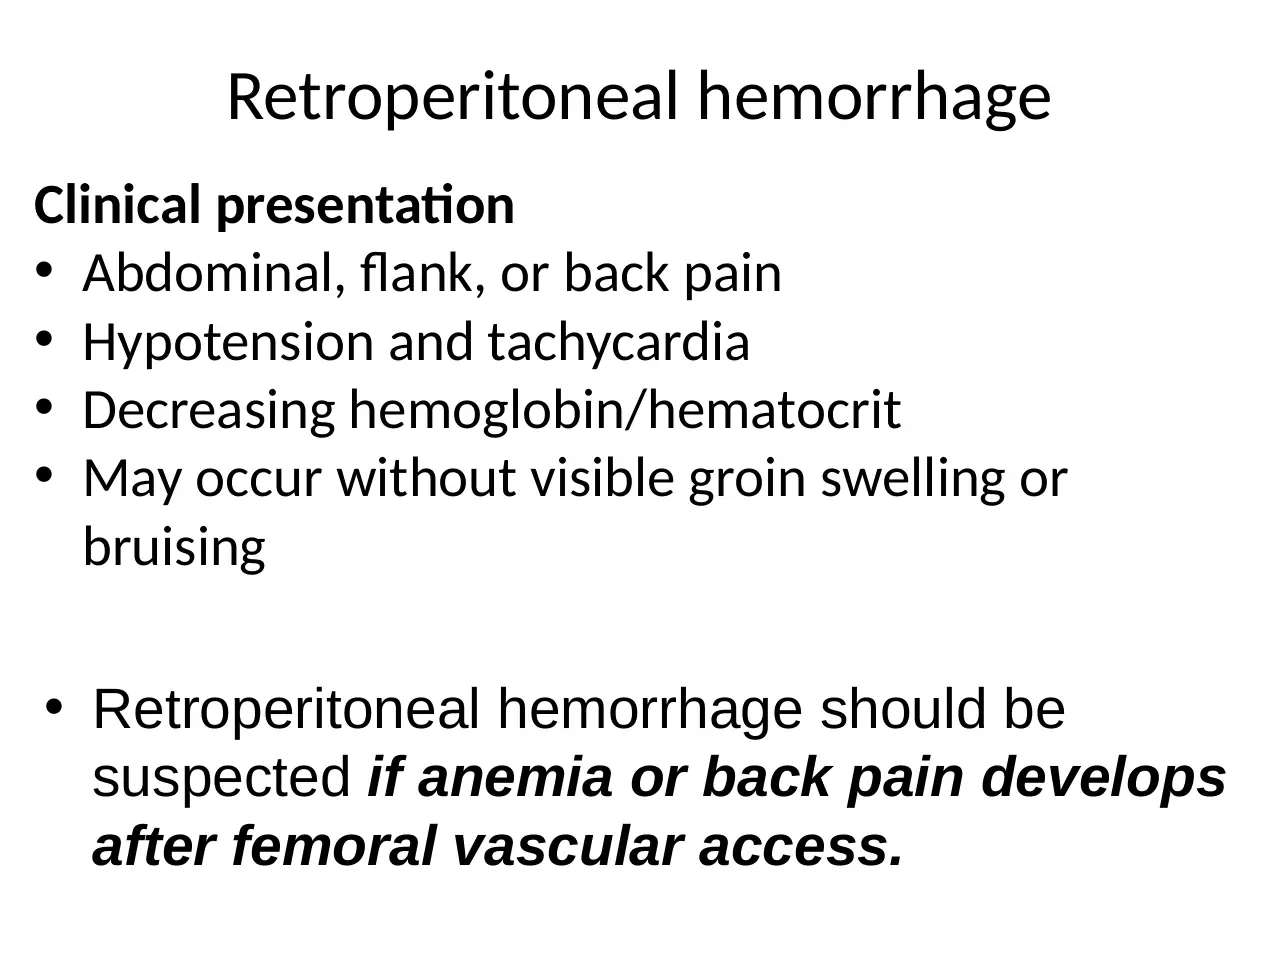 Retroperitoneal hemorrhage
Clinical presentation
• Abdominal, flank, or back pain
• Hypotension and tachycardia
• Decreasing hemoglobin/hematocrit
• May occur without visible groin swelling or
bruising
• Retroperitoneal hemorrhage should be
suspected if anemia or back pain develops
after femoral vascular access.